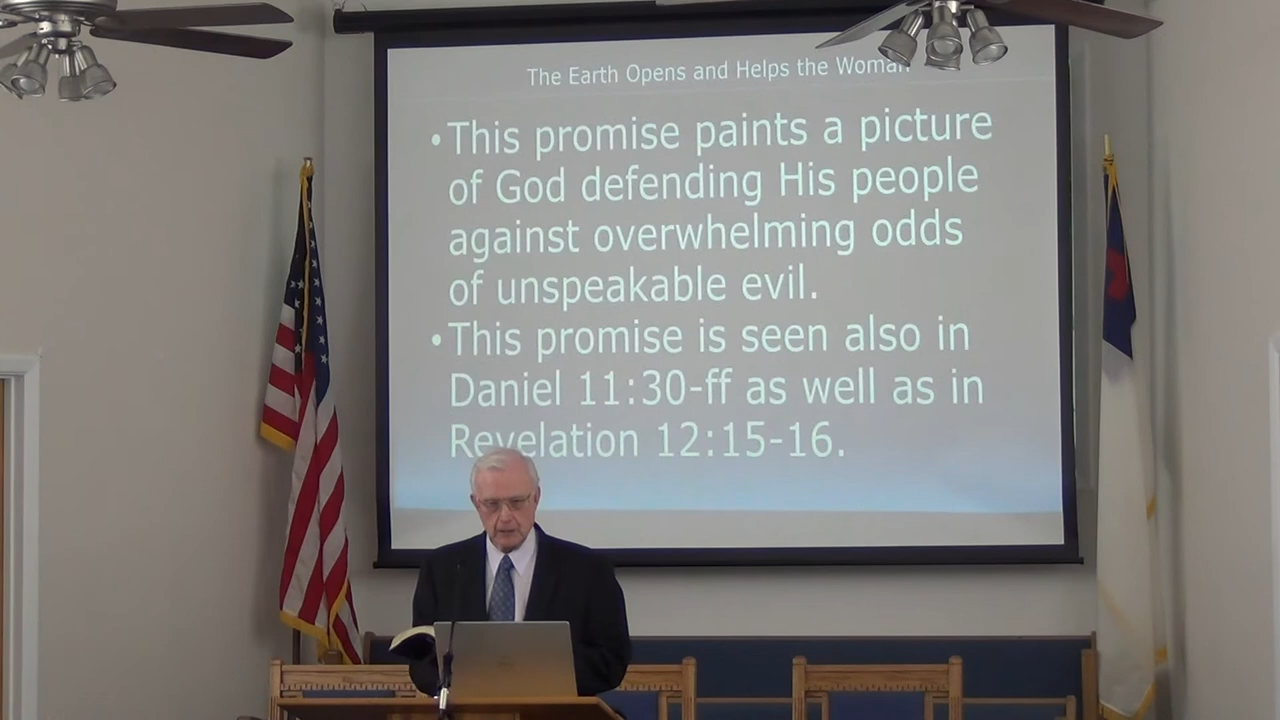 The Earth Opens and Helps the Woman
•This promise paints a picture
of God defending His people
against overwhelming odds
of unspeakable evil.
•This promise is seen also in
Daniel 11:30-ff as well as in
Revelation 12:15-16.